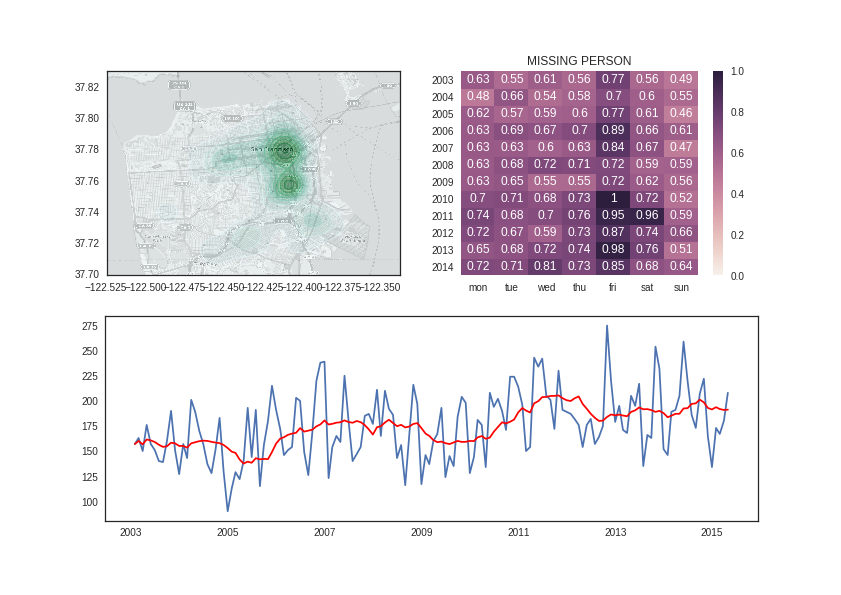 MISSING PERSON
37.82
37.80
37.78
37.76
37.74
37.72
37.70
−122.525−122.500−122.475−122.450−122.425−122.400−122.375−122.350
San Francisco
2003 0.63 0.55 0.61 0.56 0.77 0.56 0.49
2004 0.48 0.66 0.54 0.58 0.7 0.6 0.55
2005 0.62 0.57 0.59 0.6 0.77 0.61 0.46
2006 0.63 0.69 0.67 0.7 0.89 0.66 0.61
2007 0.63 0.63 0.6 0.63 0.84 0.67 0.47
2008 0.63 0.68 0.72 0.71 0.72 0.59 0.59
2009 0.63 0.65 0.55 0.55 0.72 0.62 0.56
2010 0.7 0.71 0.68 0.73 1 0.72 0.52
2011 0.74 0.68 0.7 0.76 0.95 0.96 0.59
2012 0.72 0.67 0.59 0.73 0.87 0.74 0.66
2013 0.65 0.68 0.72 0.74 0.98 0.76 0.51
2014 0.72 0.71 0.81 0.73 0.85 0.68 0.64
mon tue wed thu fri sat sun
1.0
0.8
0.6
0.4
0.2
0.0
275
250
225
200
175
150
125
100
2003 2005 2007 2009 2011 2013 2015